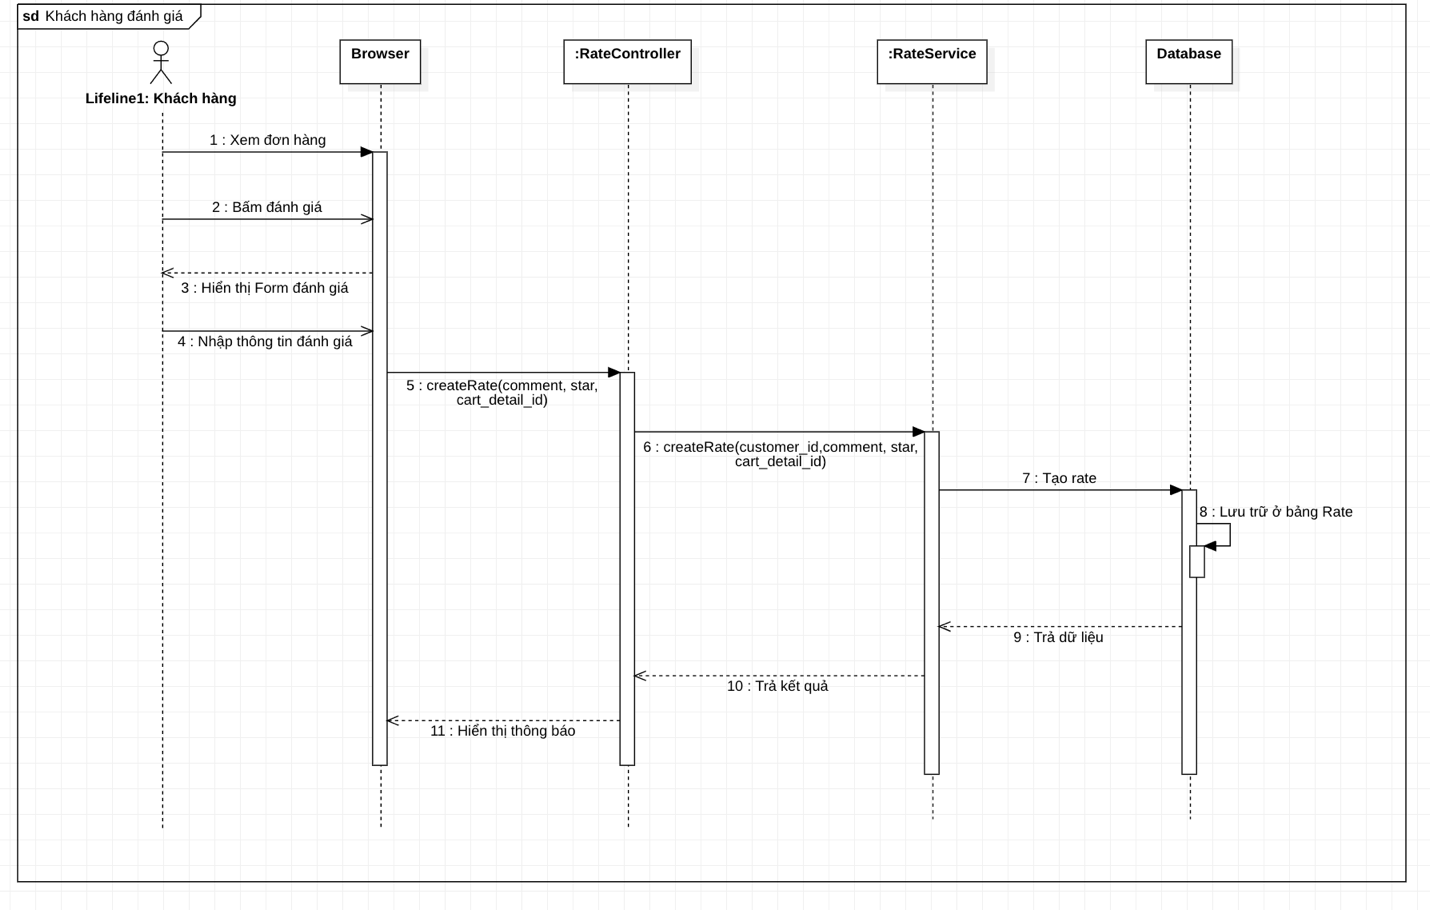 sd Khách hàng đánh giá
Browser
:RateController
:RateService
Database
Lifeline1: Khách hàng
1 : Xem đơn hàng
2 : Bấm đánh giá
3 : Hiển thị Form đánh giá
4 : Nhập thông tin đánh giá
5 : createRate(comment, star,
cart_detail_id)
6 : createRate(customer_id,comment, star,
cart_detail_id)
7 : Tạo rate
8 : Lưu trữ ở bảng Rate
9 : Trả dữ liệu
10 : Trả kết quả
11 : Hiển thị thông báo